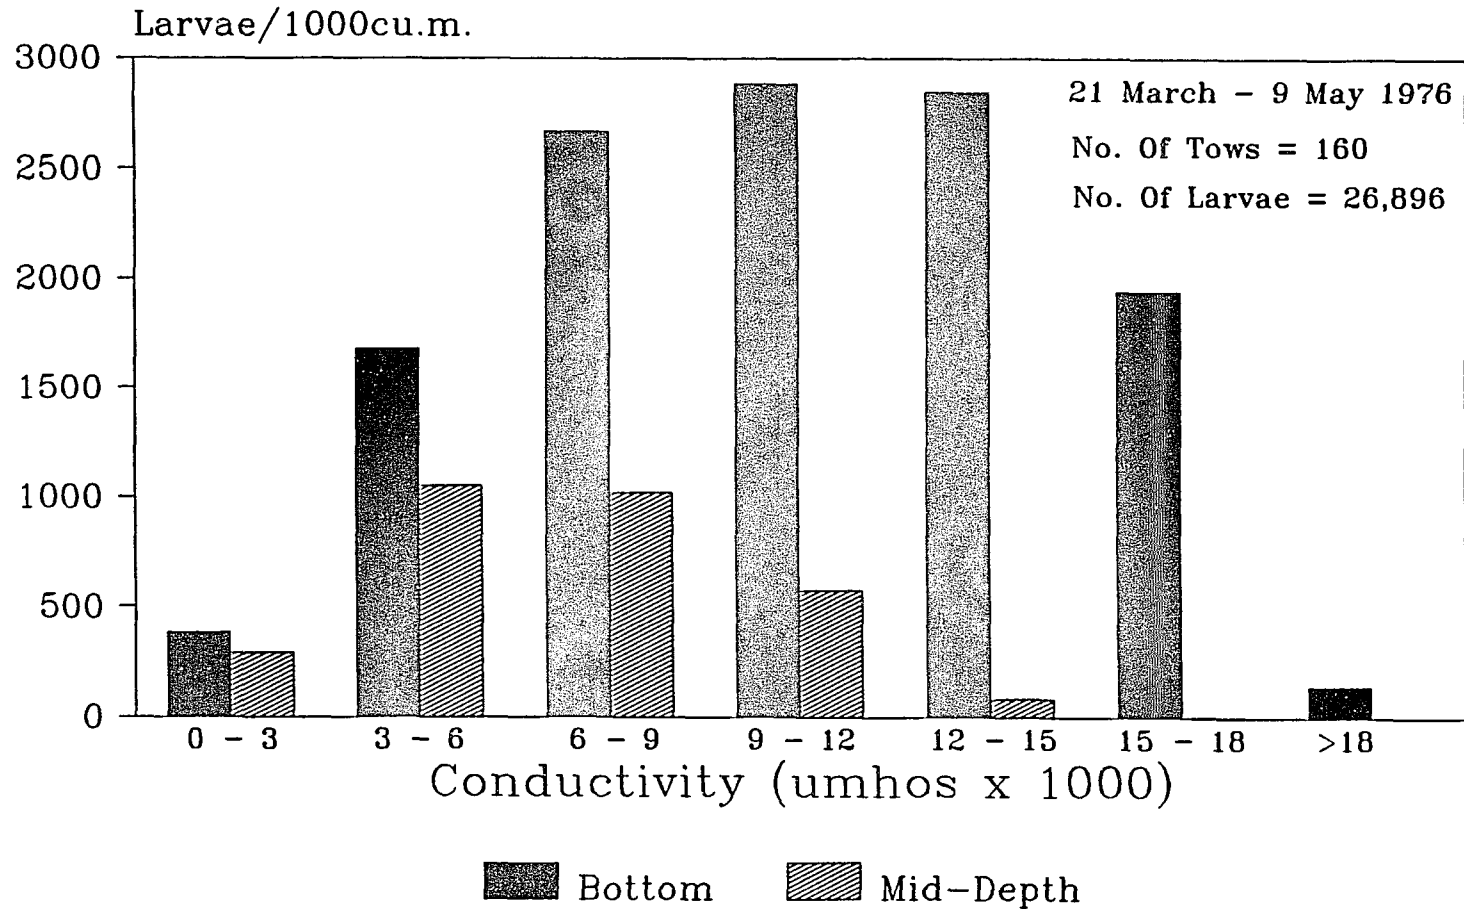 Larvae/1000cu.m.
3000
2500
2000
1500
1000
500
0
21 March - 9 May 1976
No. Of Tows = 160
No. Of Larvae = 26,896
0 - 3 3 - 6 6 - 9 9 - 12 12 - 15 15 - 18 >18
Conductivity (umhos x 1000)
Bottom Mid-Depth